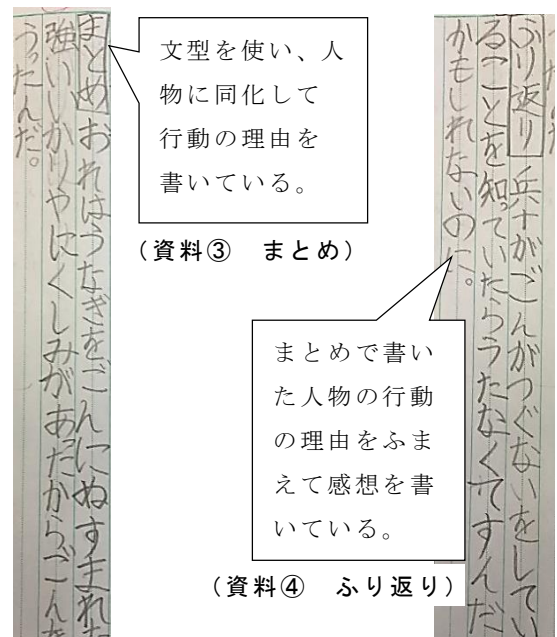 まとめ おれはうなぎをごんにぬすまれた
強いいかりやにくしみがあったからごんを
うったんだ。
文型を使い、人
物に同化して
行動の理由を
書いている。
(資料③ まとめ)
ふり返り 兵十がごんがつぐないをしてい
ることを知っていたらうたなくてすんだ
かもしれないのに。
まとめで書い
た人物の行動
の理由をふま
えて感想を書
いている。
(資料④ ふり返り)